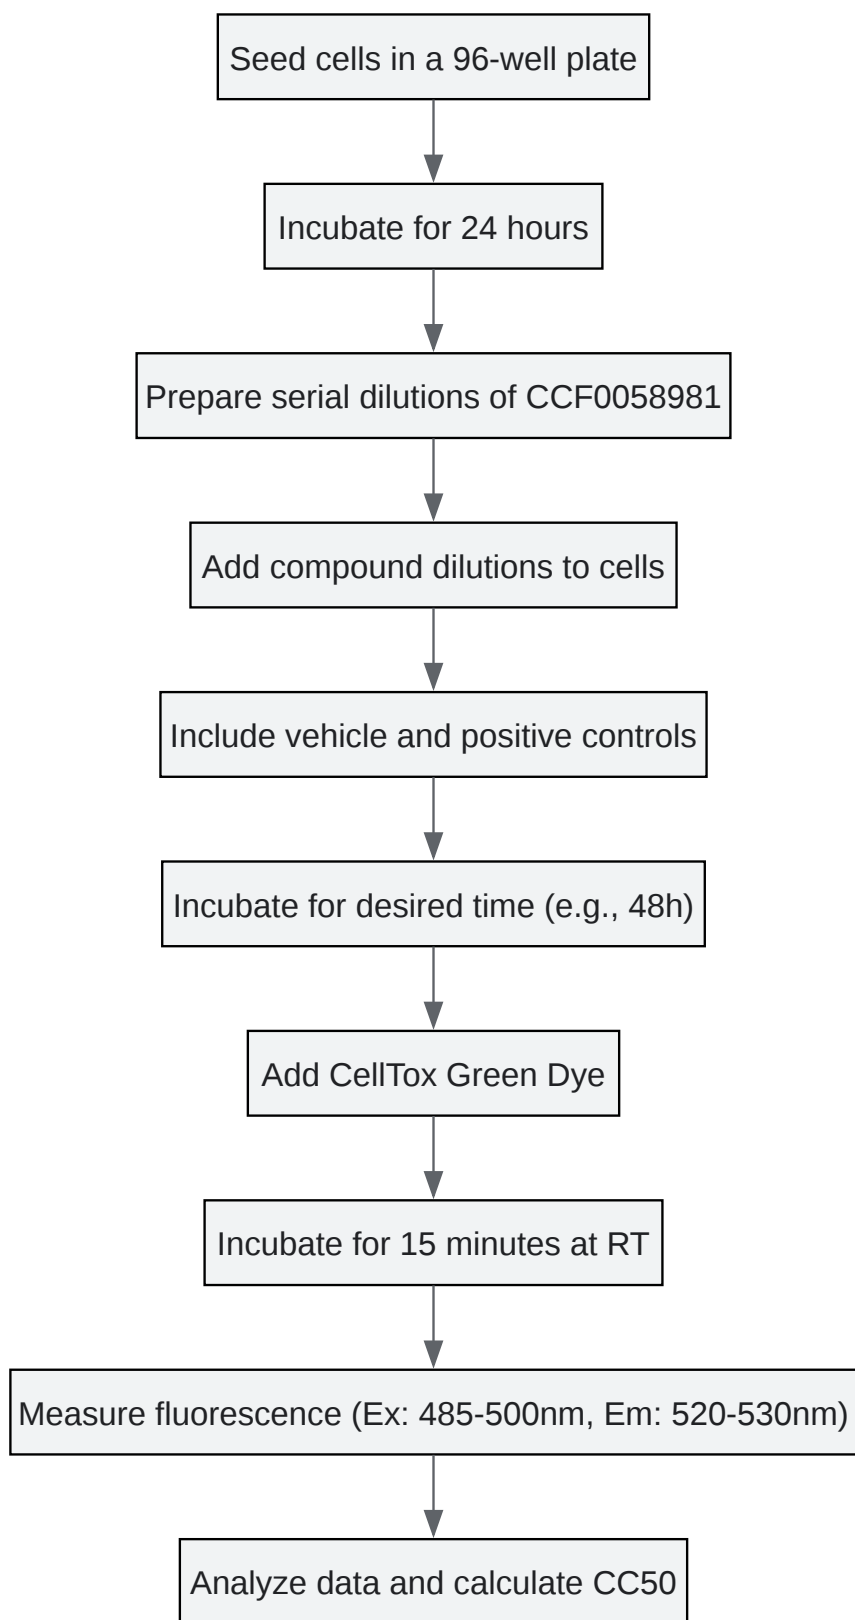 Seed cells in a 96-well plate
Incubate for 24 hours
Prepare serial dilutions of CCF0058981
Add compound dilutions to cells
Include vehicle and positive controls
Incubate for desired time (e.g., 48h)
Add CellTox Green Dye
Incubate for 15 minutes at RT
Measure fluorescence (Ex: 485-500nm, Em: 520-530nm)
Analyze data and calculate CC50